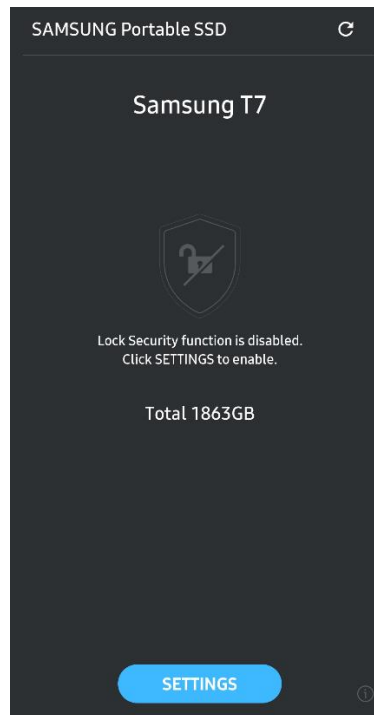 SAMSUNG Portable SSD
Samsung T7
Lock Security function is disabled.
Click SETTINGS to enable.
Total 1863GB
SETTINGS